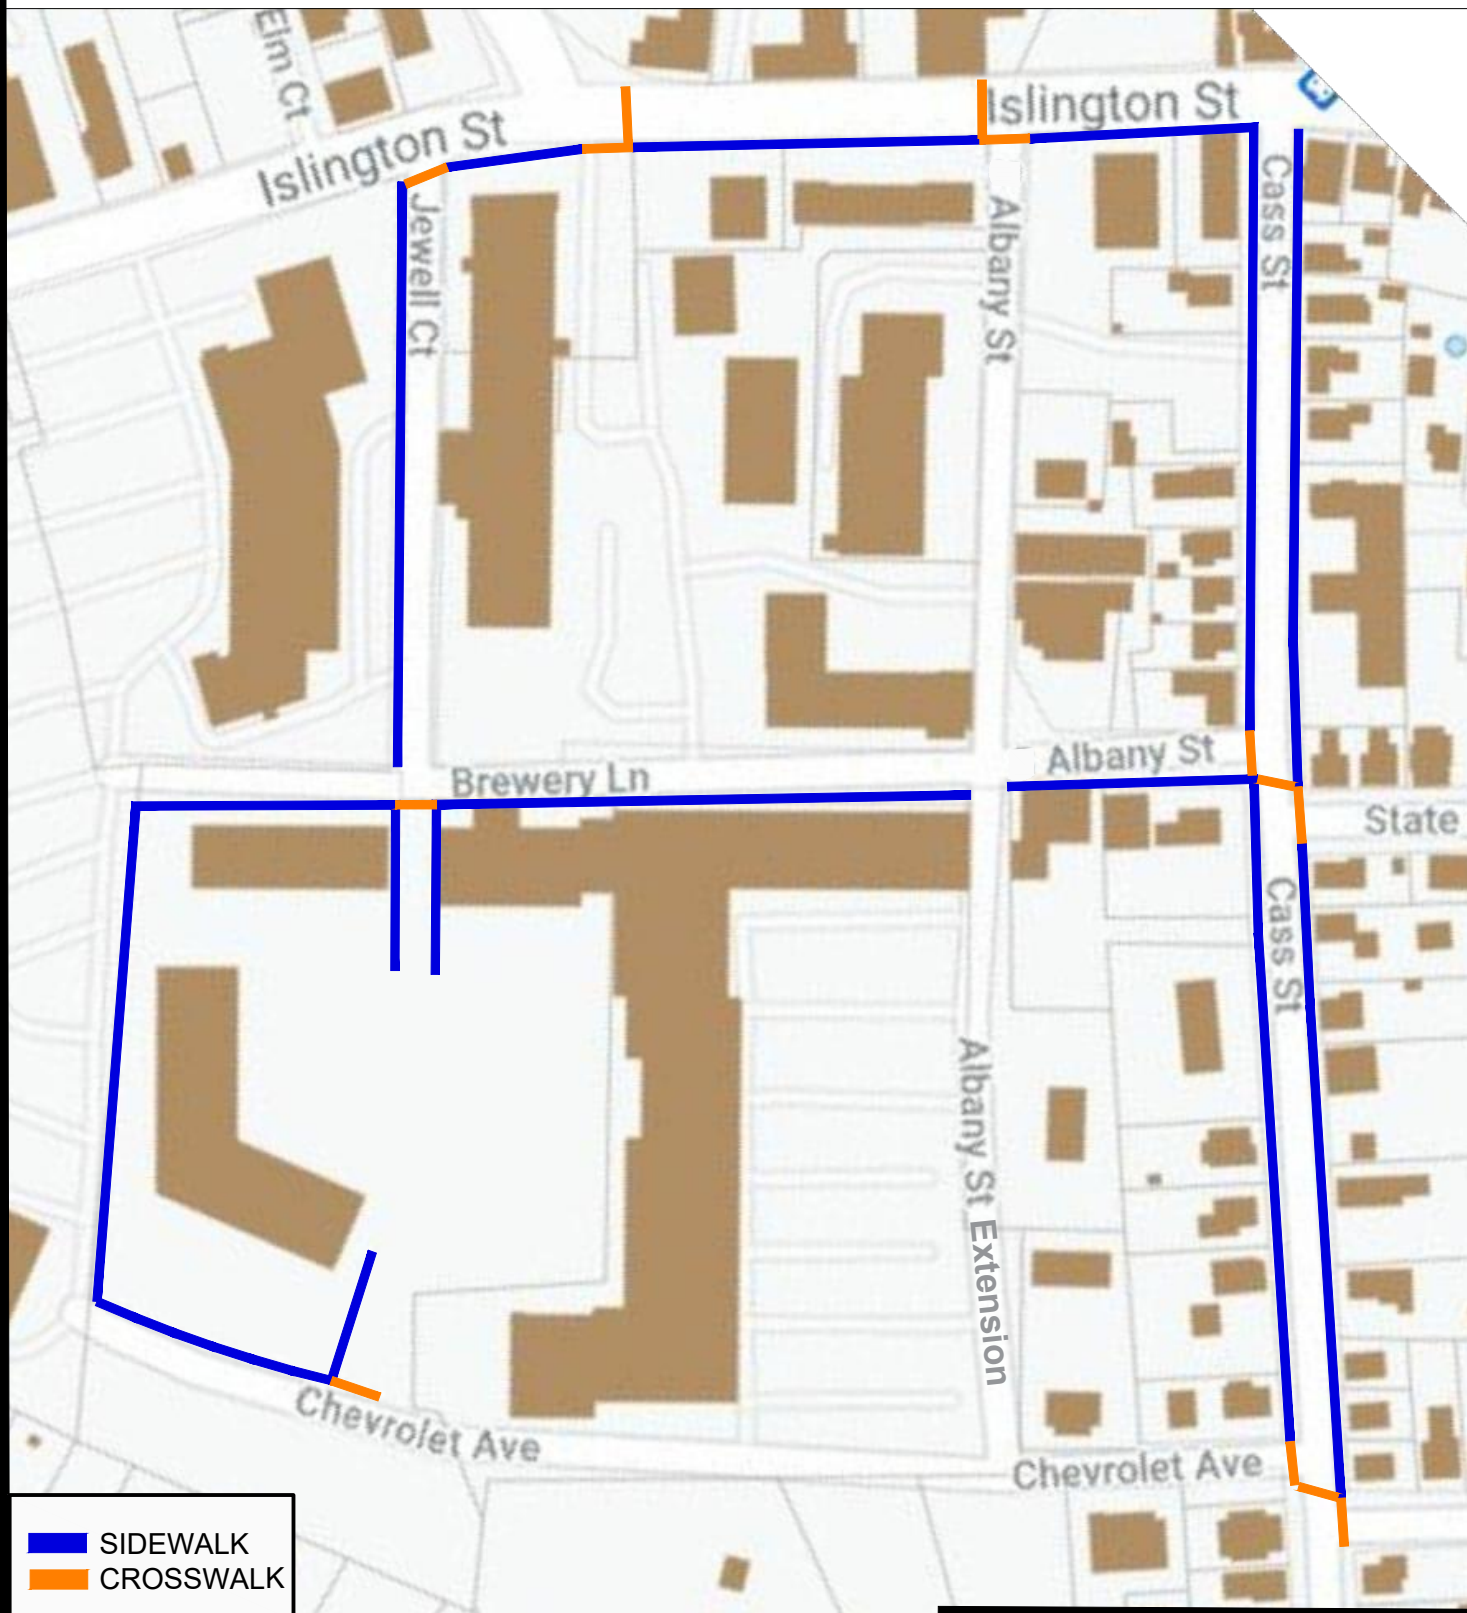 Elm Ct
Islington St
Islington St
Jewell Ct
Albany St
Cass St
Brewery Ln
Albany St
State
Cass St
Albany St Extension
Chevrolet Ave
Chevrolet Ave
SIDEWALK
CROSSWALK